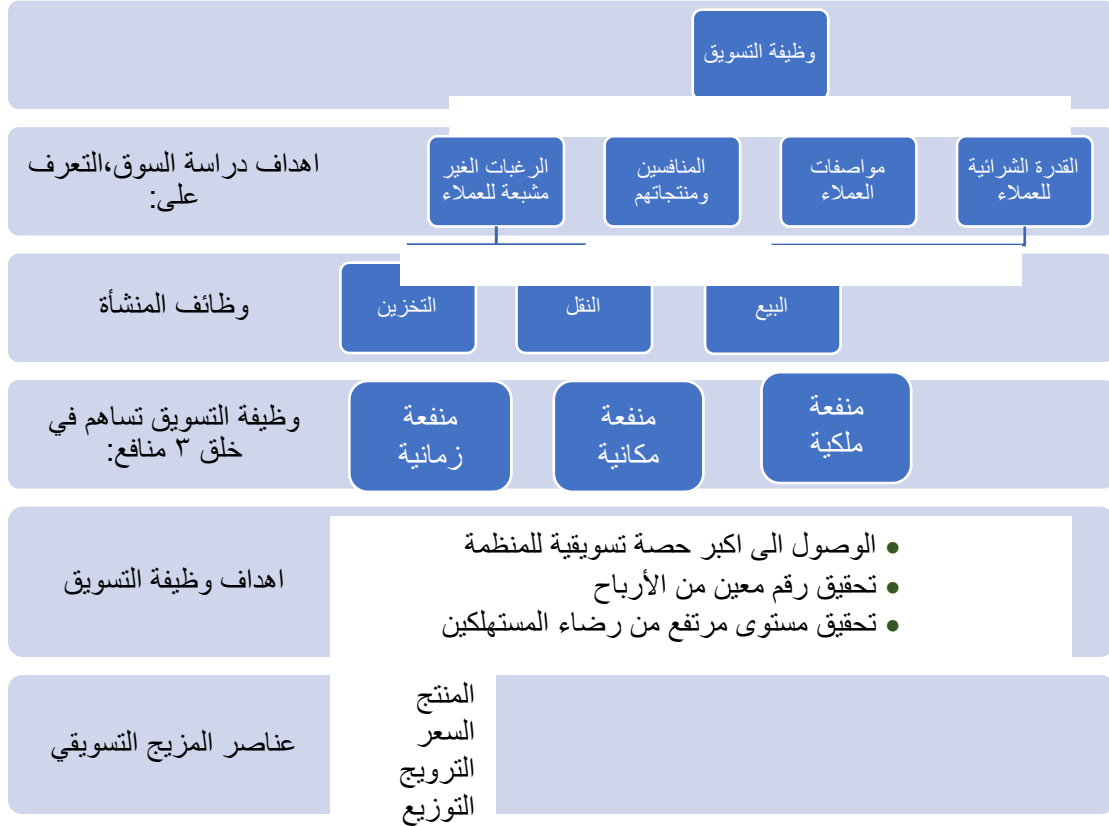 وظيفة التسويق
اهداف دراسة السوق،التعرف
على:
القدرة الشرائية
للعملاء
مواصفات
العملاء
المنافسين
ومنتجاتهم
الرغبات الغير
مشبعة للعملاء
وظائف المنشأة
البيع
النقل
التخزين
وظيفة التسويق تساهم في
خلق ٣ منافع:
منفعة
ملكية
منفعة
مكانية
منفعة
زمانية
اهداف وظيفة التسويق
• الوصول الى اكبر حصة تسويقية للمنظمة
• تحقيق رقم معين من الأرباح
• تحقيق مستوى مرتفع من رضاء المستهلكين
عناصر المزيج التسويقي
المنتج
السعر
الترويج
التوزيع